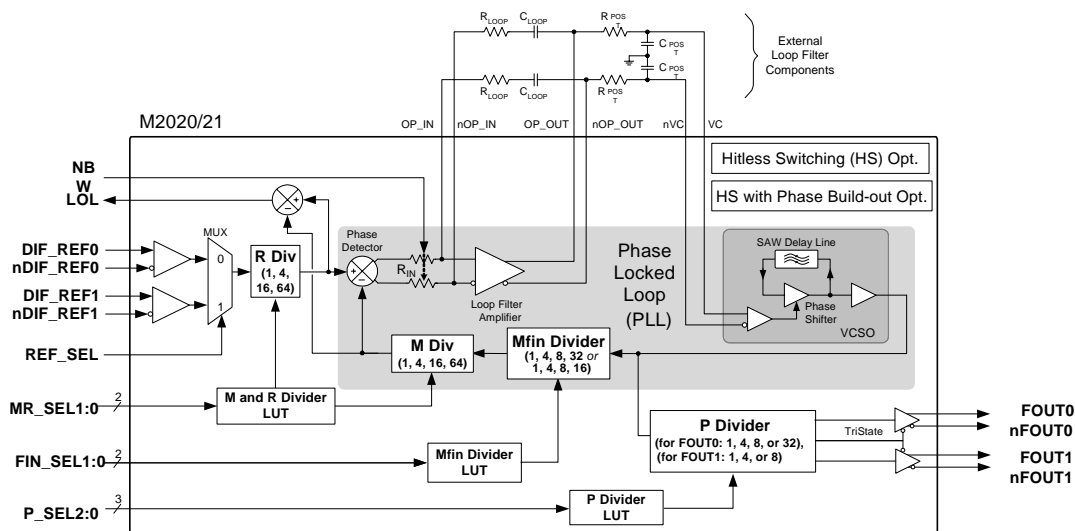 R LOOP C LOOP R POS T
C POS T
C POS T
R LOOP C LOOP R POS T
External
Loop Filter
Components
M2020/21
OP_IN nOP_IN OP_OUT nOP_OUT nVC VC
Hitless Switching (HS) Opt.
HS with Phase Build-out Opt.
NB
W
LOL
+
-
MUX
DIF_REF0
nDIF_REF0
0
DIF_REF1
nDIF_REF1
1
R Div
(1, 4,
16, 64)
Phase
Detector
+
-
R IN
Loop Filter
Amplifier
Phase
Locked
Loop
(PLL)
SAW Delay Line
Phase
Shifter
VCSO
REF_SEL
M Div
(1, 4, 16, 64)
Mfin Divider
(1, 4, 8, 32 or
1, 4, 8, 16)
MR_SEL1:0
2
M and R Divider
LUT
FIN_SEL1:0
2
Mfin Divider
LUT
P Divider
(for FOUT0: 1, 4, 8, or 32),
(for FOUT1: 1, 4, or 8)
TriState
FOUT0
nFOUT0
FOUT1
nFOUT1
P_SEL2:0
3
P Divider
LUT